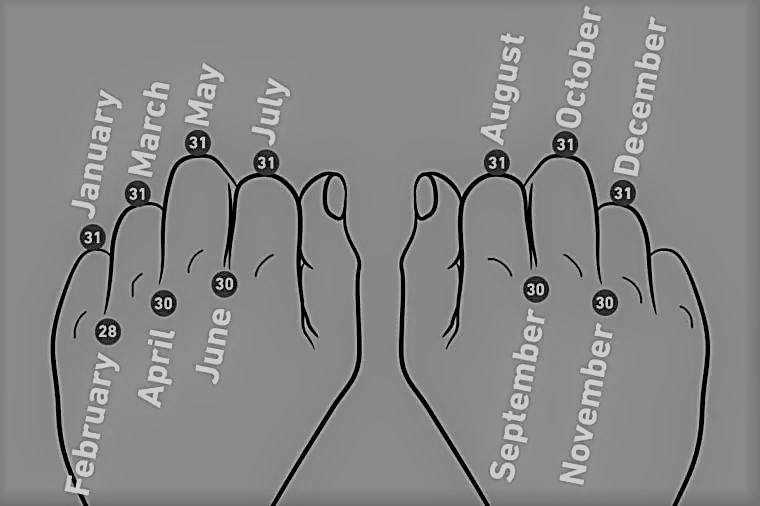 January
31
February
28
March
31
April
30
May
31
June
30
July
31
August
31
September
30
October
31
November
30
December
31